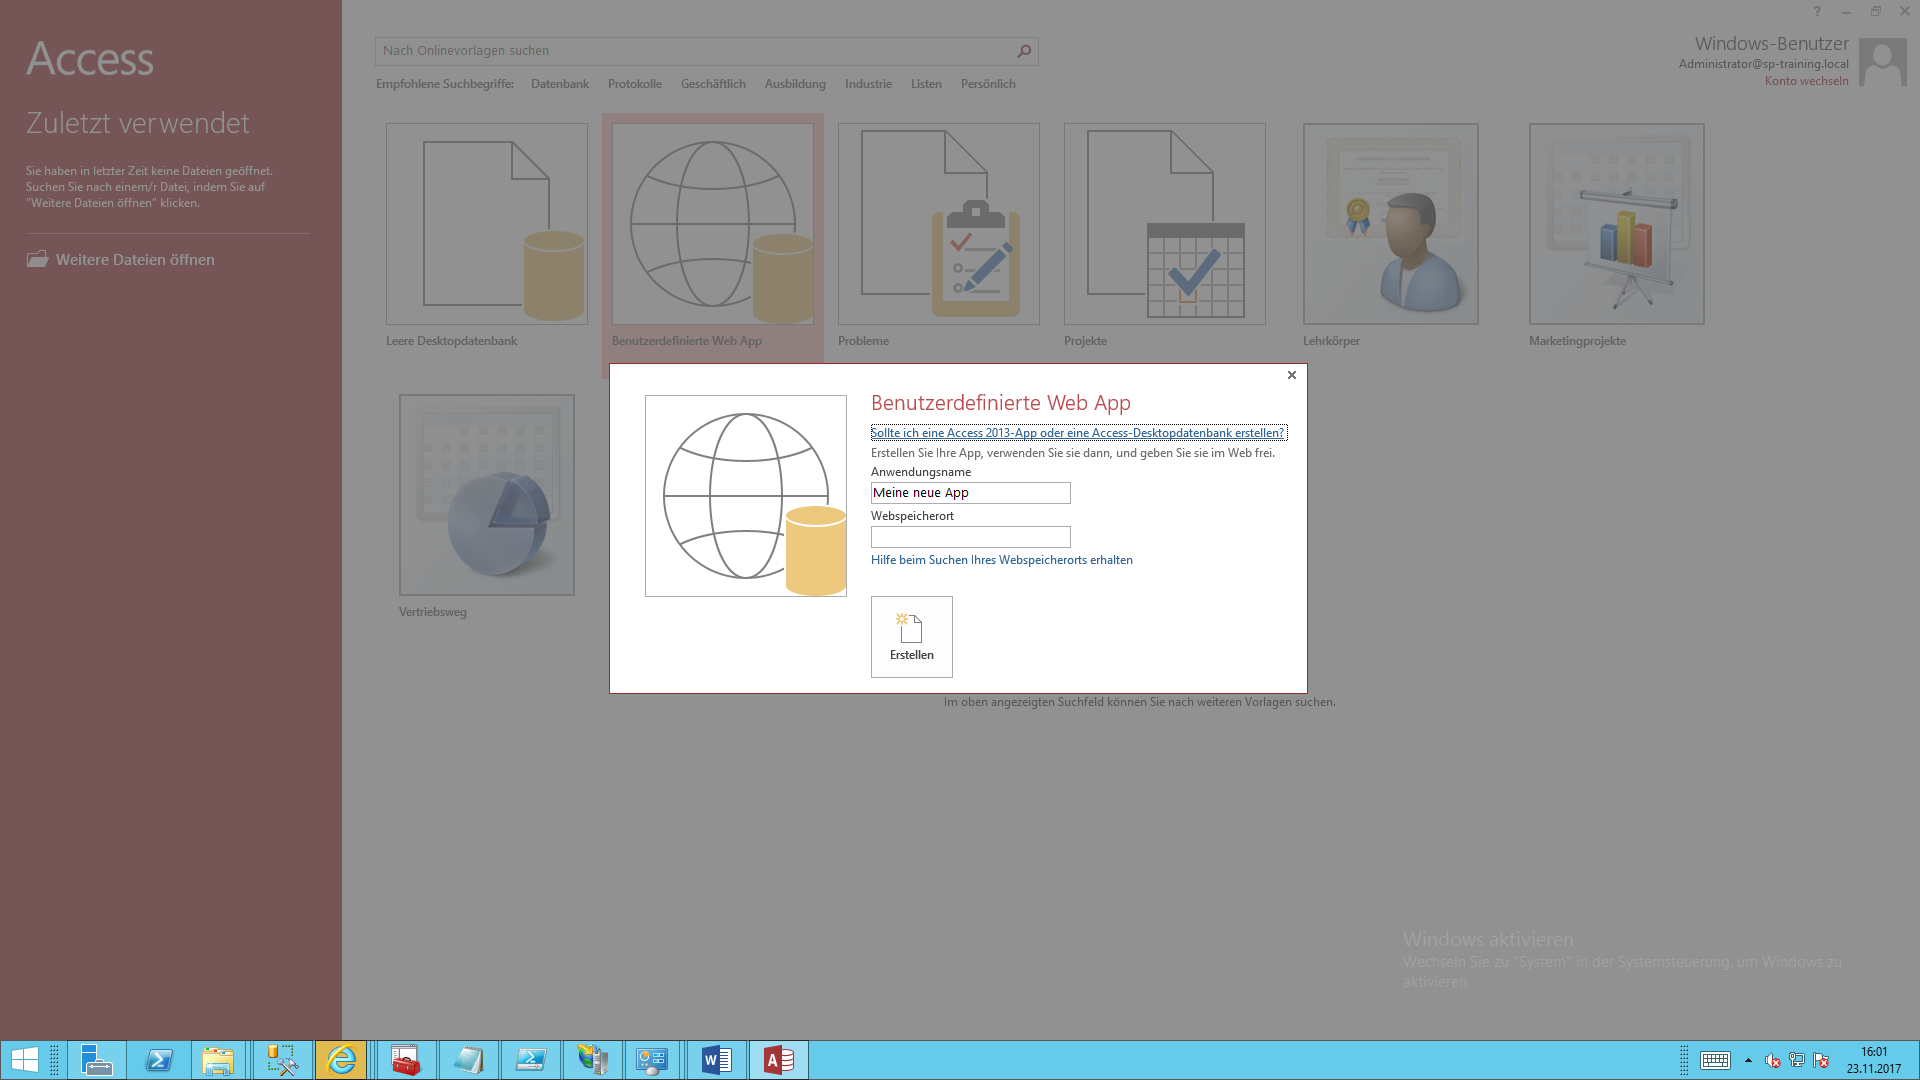 Access
Zuletzt verwendet
Sie haben in letzter Zeit keine Dateien geöffnet.
Suchen Sie nach einem/r Datei, indem Sie auf
"Weitere Dateien öffnen" klicken.
Weitere Dateien öffnen
Nach Onlinevorlagen suchen
Empfohlene Suchbegriffe: Datenbank Protokolle Geschäftlich Ausbildung Industrie Listen Persönlich
?
Windows-Benutzer
Administrator@sp-training.local
Konto wechseln
Leere Desktopdatenbank
Benutzerdefinierte Web App
Probleme
Projekte
Lehrkörper
Marketingprojekte
Vertriebsweg
Benutzerdefinierte Web App
Sollte ich eine Access 2013-App oder eine Access-Desktopdatenbank erstellen?
Erstellen Sie Ihre App, verwenden Sie sie dann, und geben Sie sie im Web frei.
Anwendungsname
Meine neue App
Webspeicherort
Hilfe beim Suchen Ihres Webspeicherorts erhalten
Erstellen
Im oben angezeigten Suchfeld können Sie nach weiteren Vorlagen suchen.
Windows aktivieren
Wechseln Sie zu "System" in der Systemsteuerung, um Windows zu
aktivieren.
16:01
23.11.2017